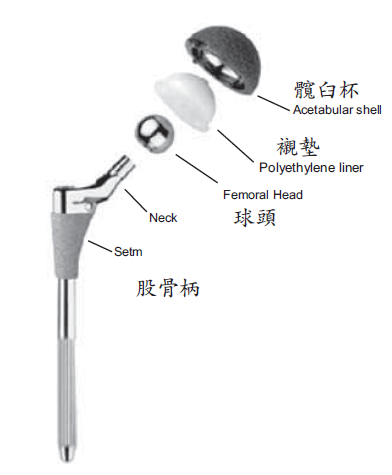 髖臼杯
Acetabular shell
襯墊
Polyethylene liner
Femoral Head
球頭
Neck
Setm
股骨柄